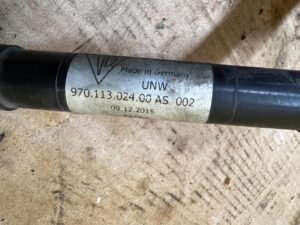 Made in Germany
UNW
970.113.024.00 AS 002
09.12.2015